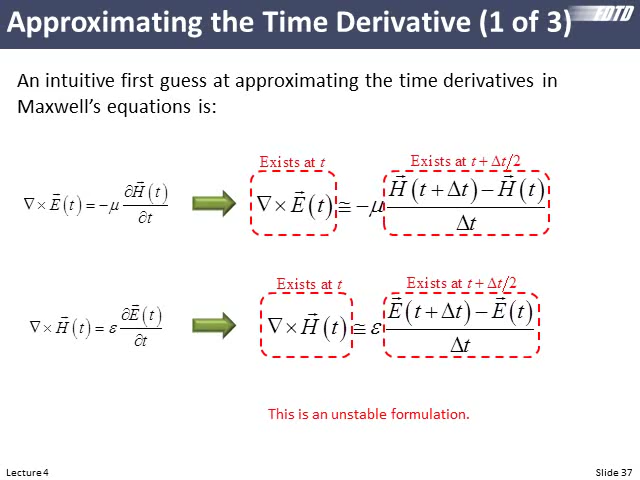 Approximating the Time Derivative (1 of 3)
FDTD
An intuitive first guess at approximating the time derivatives in
Maxwell's equations is:
Exists at t
Exists at t + Δt/2
∇ × E⃗(t) = −μ ∂H⃗(t)/∂t
∇ × E⃗(t) ≅ −μ (H⃗(t + Δt) − H⃗(t))/Δt
Exists at t
Exists at t + Δt/2
∇ × H⃗(t) = ε ∂E⃗(t)/∂t
∇ × H⃗(t) ≅ ε (E⃗(t + Δt) − E⃗(t))/Δt
This is an unstable formulation.
Lecture 4
Slide 37